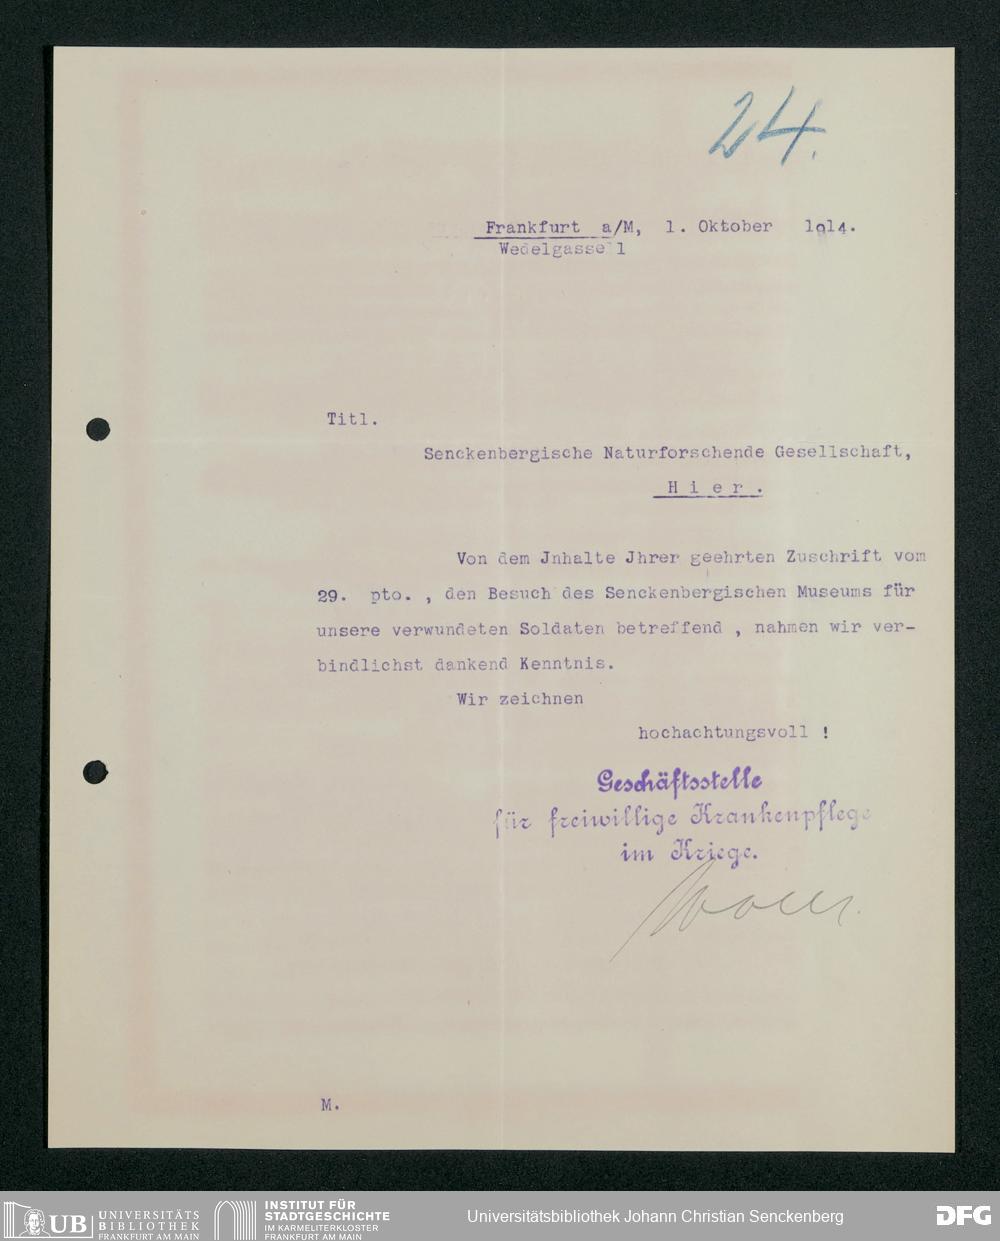 24.
Frankfurt a/M, 1. Oktober 1914.
Wedelgasse 1
Titl.
Senckenbergische Naturforschende Gesellschaft,
H i e r .
Von dem Jnhalte Jhrer geehrten Zuschrift vom
29. pto. , den Besuch des Senckenbergischen Museums für
unsere verwundeten Soldaten betreffend , nahmen wir ver-
bindlichst dankend Kenntnis.
Wir zeichnen
hochachtungsvoll !
Geschäftsstelle
für freiwillige Krankenpflege
im Kriege.
M.
UB UNIVERSITÄTS
BIBLIOTHEK
FRANKFURT AM MAIN
INSTITUT FÜR
STADTGESCHICHTE
IM KARMELITERKLOSTER
FRANKFURT AM MAIN
Universitätsbibliothek Johann Christian Senckenberg
DFG